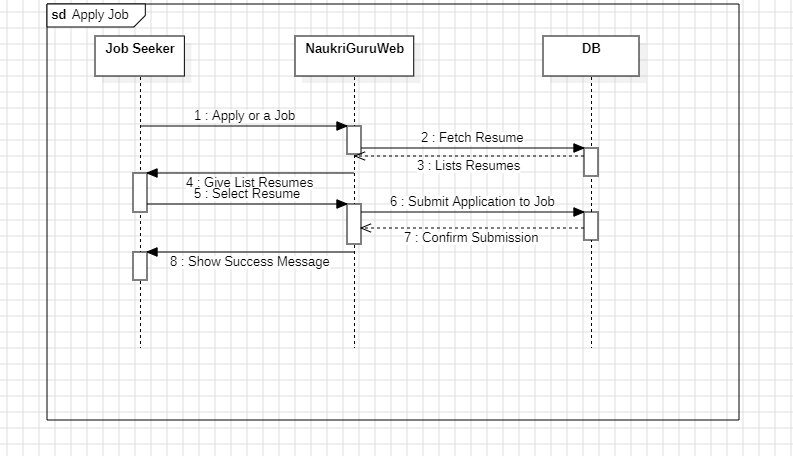 sd Apply Job
Job Seeker
NaukriGuruWeb
DB
1 : Apply or a Job
2 : Fetch Resume
3 : Lists Resumes
4 : Give List Resumes
5 : Select Resume
6 : Submit Application to Job
7 : Confirm Submission
8 : Show Success Message